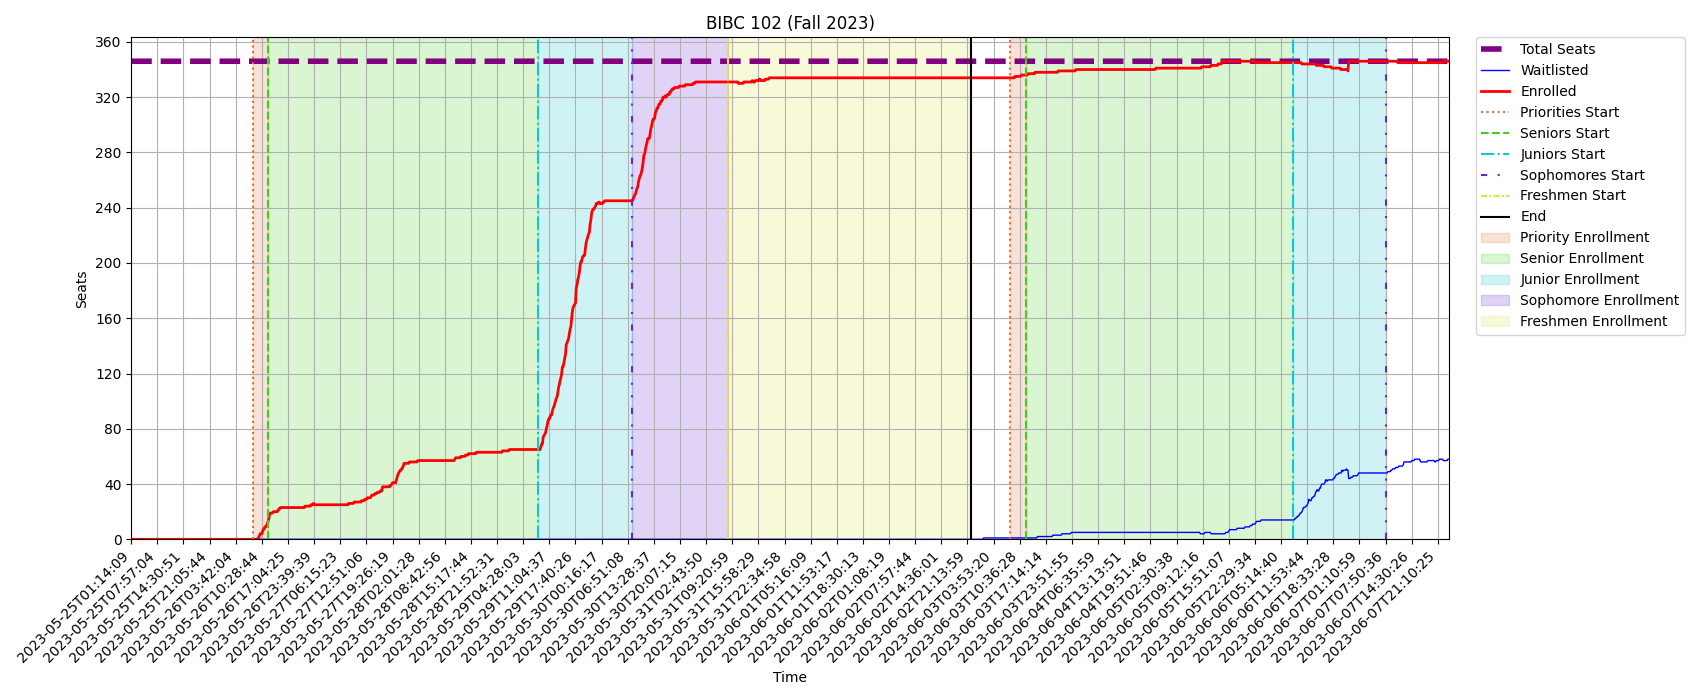 BIBC 102 (Fall 2023)
360
320
280
240
200
160
120
80
40
0
Seats
2023-05-25T01:14:09
2023-05-25T07:57:04
2023-05-25T14:30:51
2023-05-25T21:05:44
2023-05-26T03:42:04
2023-05-26T10:28:44
2023-05-26T17:04:25
2023-05-26T23:39:39
2023-05-27T06:15:23
2023-05-27T12:51:06
2023-05-27T19:26:19
2023-05-28T02:01:28
2023-05-28T08:42:56
2023-05-28T15:17:44
2023-05-28T21:52:31
2023-05-29T04:28:03
2023-05-29T11:04:37
2023-05-29T17:40:26
2023-05-30T00:16:17
2023-05-30T06:51:08
2023-05-30T13:28:37
2023-05-30T20:07:15
2023-05-31T02:43:50
2023-05-31T09:20:59
2023-05-31T15:58:29
2023-05-31T22:34:58
2023-06-01T05:16:09
2023-06-01T11:53:17
2023-06-01T18:30:13
2023-06-02T01:08:19
2023-06-02T07:57:44
2023-06-02T14:36:01
2023-06-02T21:13:59
2023-06-03T03:53:20
2023-06-03T10:36:28
2023-06-03T17:14:14
2023-06-03T23:51:55
2023-06-04T06:35:59
2023-06-04T13:13:51
2023-06-04T19:51:46
2023-06-05T02:30:38
2023-06-05T09:12:16
2023-06-05T15:51:07
2023-06-05T22:29:34
2023-06-06T05:14:40
2023-06-06T11:53:44
2023-06-06T18:33:28
2023-06-07T01:10:59
2023-06-07T07:50:36
2023-06-07T14:30:26
2023-06-07T21:10:25
Time
Total Seats
Waitlisted
Enrolled
Priorities Start
Seniors Start
Juniors Start
Sophomores Start
Freshmen Start
End
Priority Enrollment
Senior Enrollment
Junior Enrollment
Sophomore Enrollment
Freshmen Enrollment